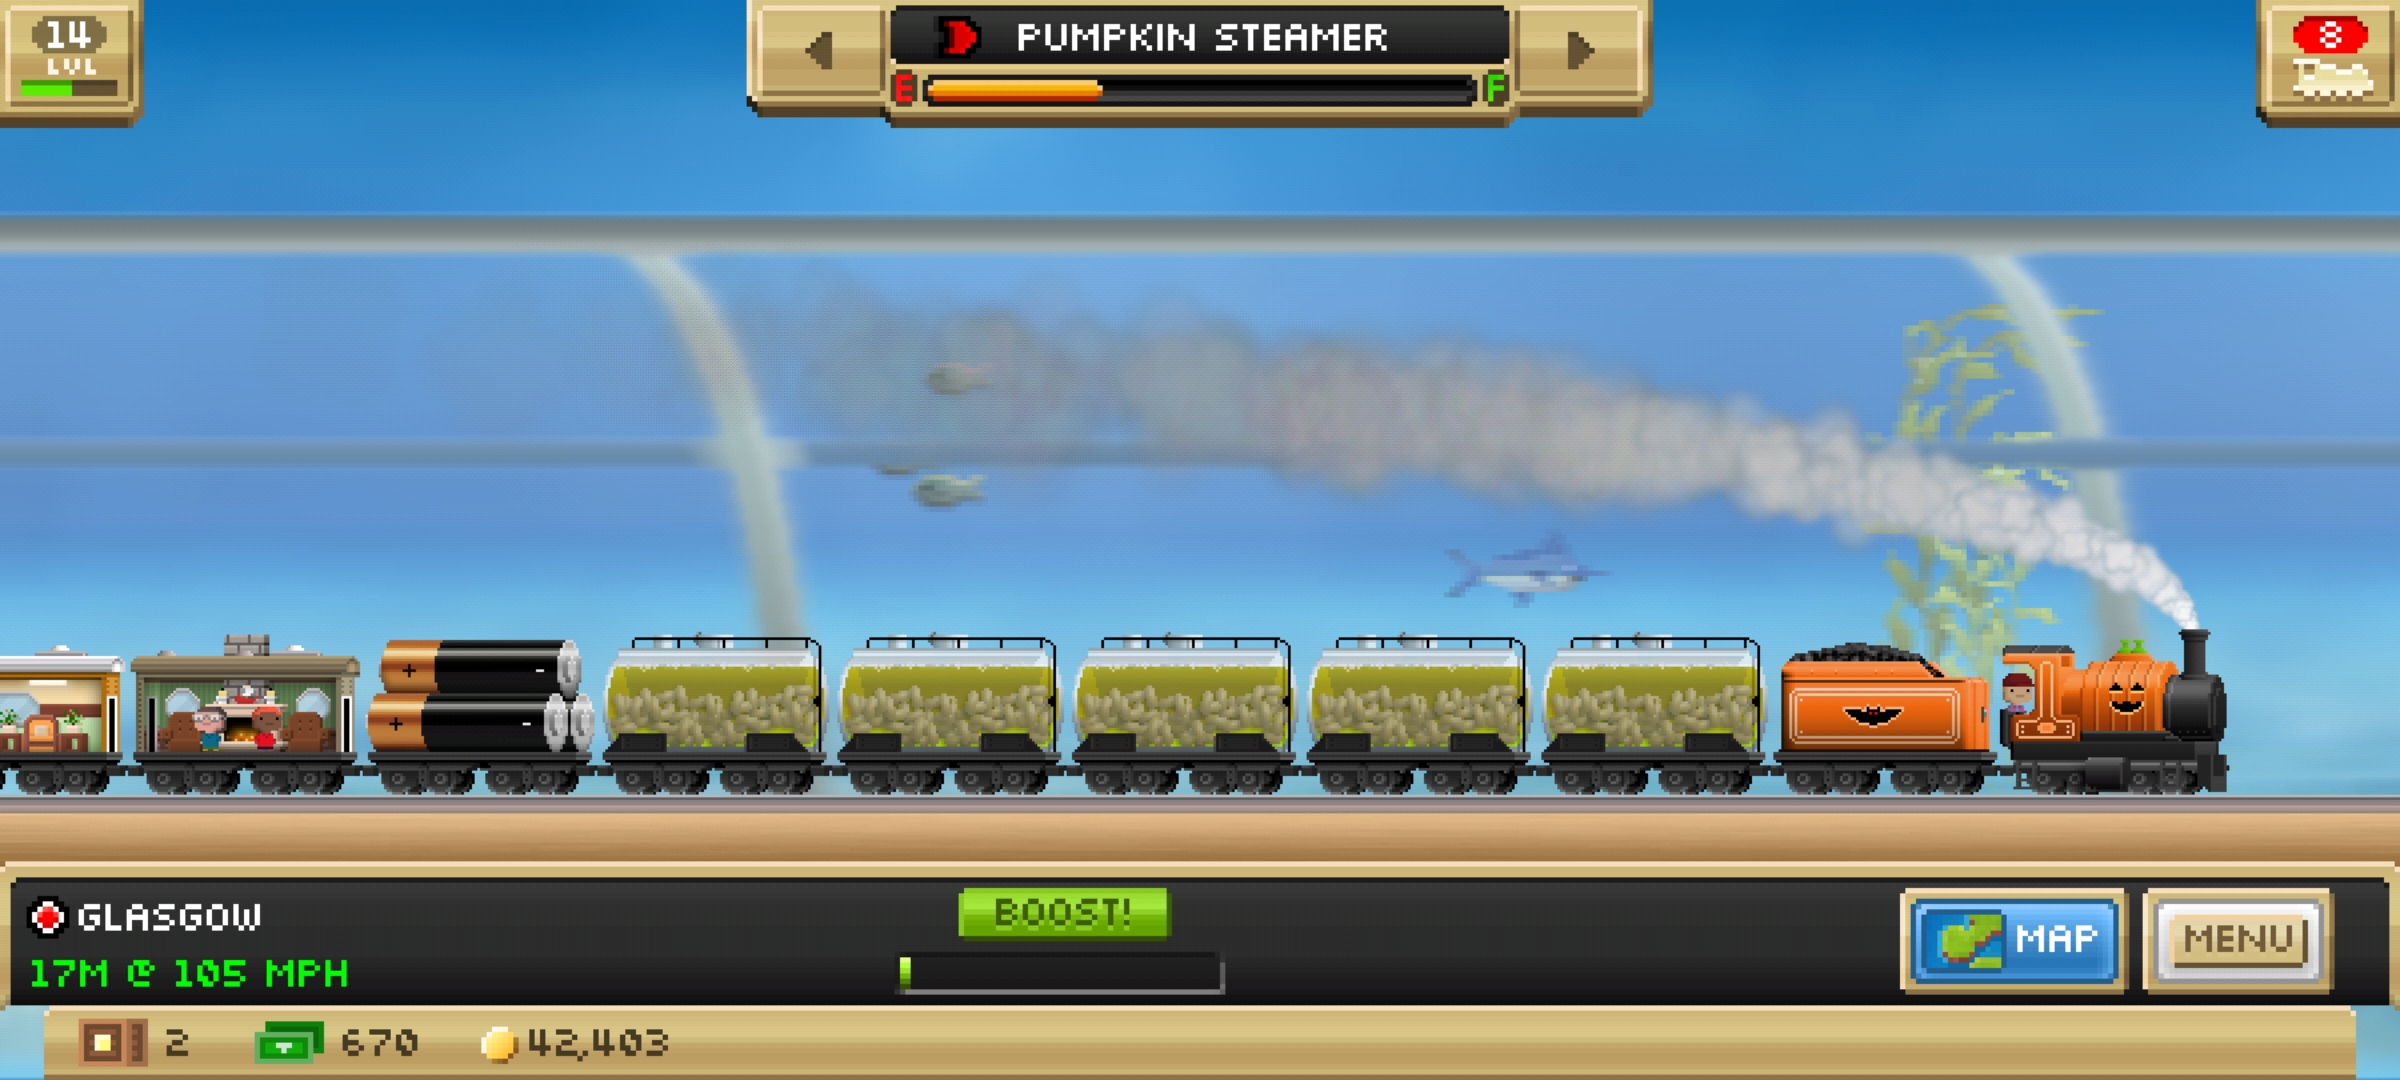 14
LVL
PUMPKIN STEAMER
E
F
8
+ -
+ -
GLASGOW
17M @ 105 MPH
BOOST!
MAP
MENU
2
670
42,403